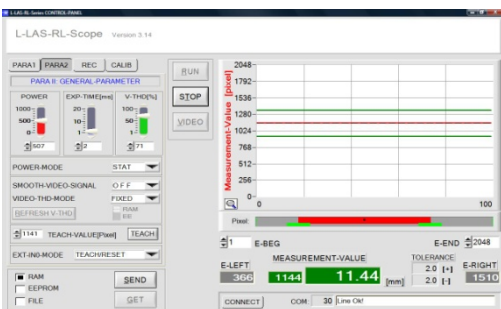 L-LAS-RL-Series CONTROL-PANEL
L-LAS-RL-Scope Version 3.14
PARA1 PARA2 REC CALIB
PARA II: GENERAL-PARAMETER
POWER EXP-TIME[ms] V-THD[%]
1000 20 100
500 10 50
0 1
507 2 71
POWER-MODE STAT
SMOOTH-VIDEO-SIGNAL OFF
VIDEO-THD-MODE FIXED
REFRESH V-THD RAM
EE
1141 TEACH-VALUE[Pixel] TEACH
EXT-IN0-MODE TEACH/RESET
RAM
EEPROM
FILE
SEND
GET
RUN
STOP
VIDEO
Measurement-Value [pixel]
2048
1792
1536
1280
1024
768
512
256
0
0 100
Pixel:
1 E-BEG E-END 2048
E-LEFT MEASUREMENT-VALUE TOLERANCE E-RIGHT
366 1144 11.44 [mm] 2.0 [+] 1510
2.0 [-]
CONNECT COM: 30 Line Ok!